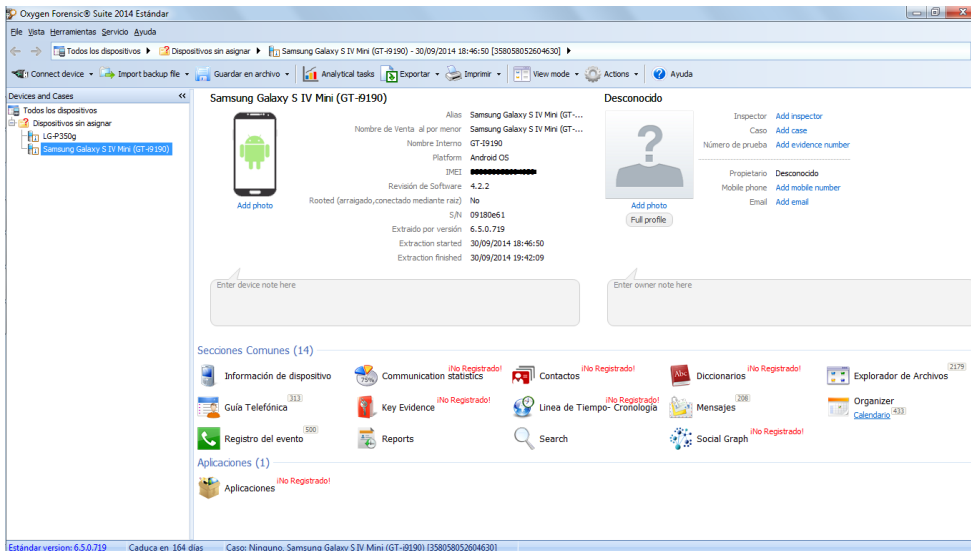 Oxygen Forensic® Suite 2014 Estándar
File Vista Herramientas Servicio Ayuda
Todos los dispositivos Dispositivos sin asignar Samsung Galaxy S IV Mini (GT-I9190) - 30/09/2014 18:46:50 [358058052604630]
Connect device Import backup file Guardar en archivo Analytical tasks Exportar Imprimir View mode Actions Ayuda
Devices and Cases
Todos los dispositivos
Dispositivos sin asignar
LG-P350g
Samsung Galaxy S IV Mini (GT-I9190)
Samsung Galaxy S IV Mini (GT-I9190)
Alias Samsung Galaxy S IV Mini (GT-...
Nombre de Venta al por menor Samsung Galaxy S IV Mini (GT-...
Nombre Interno GT-I9190
Platform Android OS
IMEI
Revisión de Software 4.2.2
Rooted (arraigado,conectado mediante raiz) No
S/N 09180e61
Extraido por versión 6.5.0.719
Extraction started 30/09/2014 18:46:50
Extraction finished 30/09/2014 19:42:09
Add photo
Enter device note here
Desconocido
Inspector Add inspector
Caso Add case
Número de prueba Add evidence number
Propietario Desconocido
Mobile phone Add mobile number
Email Add email
Add photo
Full profile
Enter owner note here
Secciones Comunes (14)
Información de dispositivo
Communication statistics ¡No Registrado!
75%
Contactos ¡No Registrado!
Abc
Diccionarios ¡No Registrado!
Explorador de Archivos 2179
Guía Telefónica 313
Key Evidence ¡No Registrado!
Linea de Tiempo- Cronología ¡No Registrado!
Mensajes 208
Organizer
Calendario 433
Registro del evento 500
Reports
Search
Social Graph ¡No Registrado!
Aplicaciones (1)
Aplicaciones ¡No Registrado!
Estándar version: 6.5.0.719 Caduca en 164 días Caso: Ninguno, Samsung Galaxy S IV Mini (GT-I9190) [358058052604630]